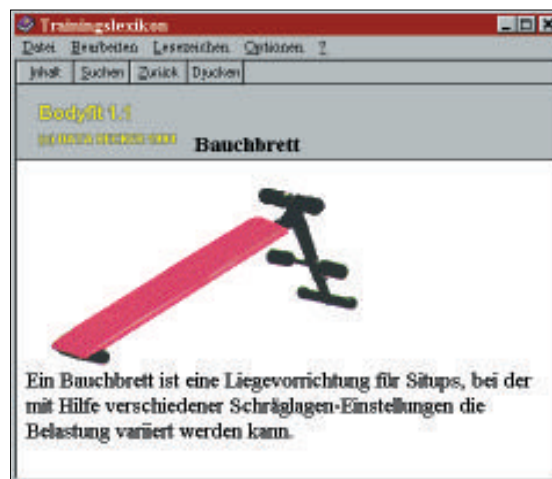 Trainingslexikon
Datei Bearbeiten Lesezeichen Optionen ?
Inhalt Suchen Zurück Drucken
Bodyfit 1.1
Bauchbrett
Ein Bauchbrett ist eine Liegevorrichtung für Situps, bei der
mit Hilfe verschiedener Schräglagen-Einstellungen die
Belastung variiert werden kann.